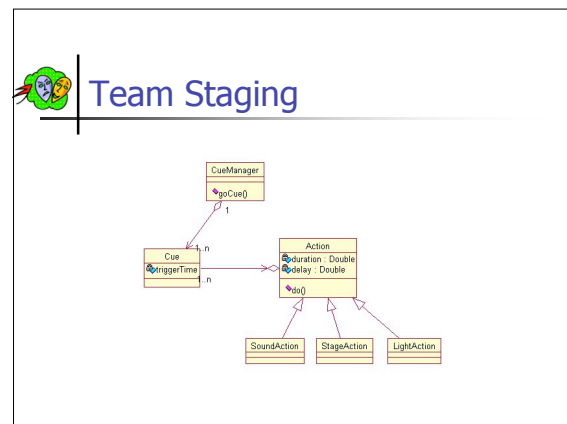 Team Staging
CueManager
goCue()
1
1..n
Cue
triggerTime
1..n
Action
duration : Double
delay : Double
do()
SoundAction
StageAction
LightAction